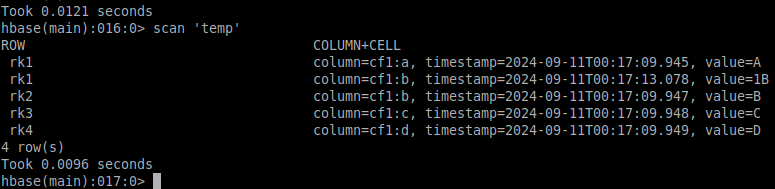 Took 0.0121 seconds
hbase(main):016:0> scan 'temp'
ROW COLUMN+CELL
rk1 column=cf1:a, timestamp=2024-09-11T00:17:09.945, value=A
rk1 column=cf1:b, timestamp=2024-09-11T00:17:13.078, value=1B
rk2 column=cf1:b, timestamp=2024-09-11T00:17:09.947, value=B
rk3 column=cf1:c, timestamp=2024-09-11T00:17:09.948, value=C
rk4 column=cf1:d, timestamp=2024-09-11T00:17:09.949, value=D
4 row(s)
Took 0.0096 seconds
hbase(main):017:0>